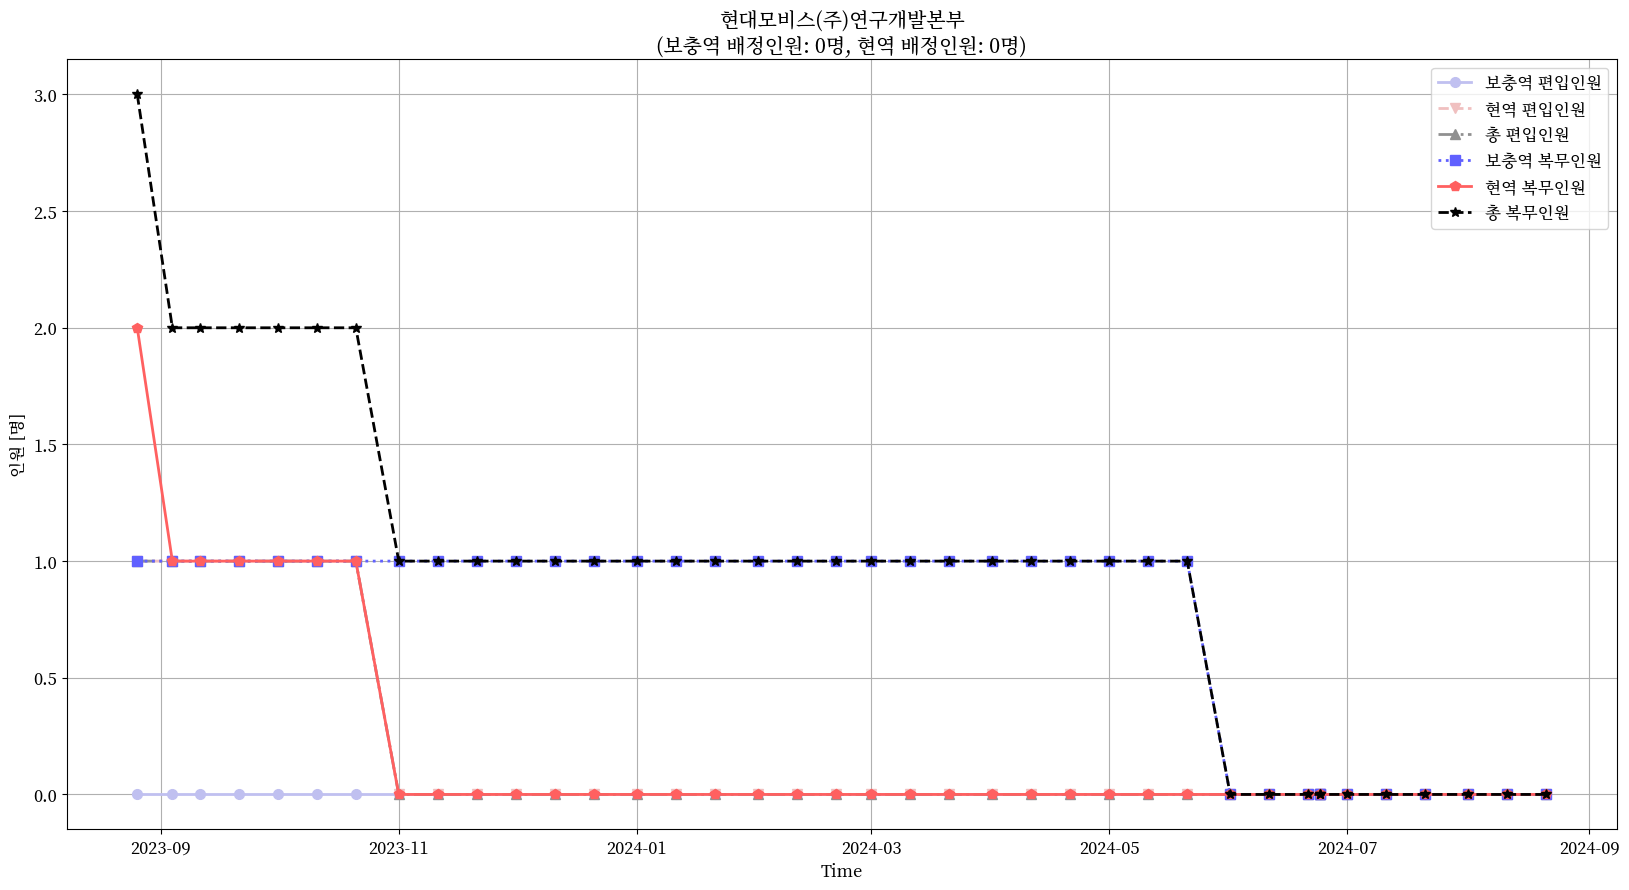 현대모비스(주)연구개발본부
(보충역 배정인원: 0명, 현역 배정인원: 0명)
보충역 편입인원
현역 편입인원
총 편입인원
보충역 복무인원
현역 복무인원
총 복무인원
인원 [명]
3.0
2.5
2.0
1.5
1.0
0.5
0.0
2023-09
2023-11
2024-01
2024-03
2024-05
2024-07
2024-09
Time